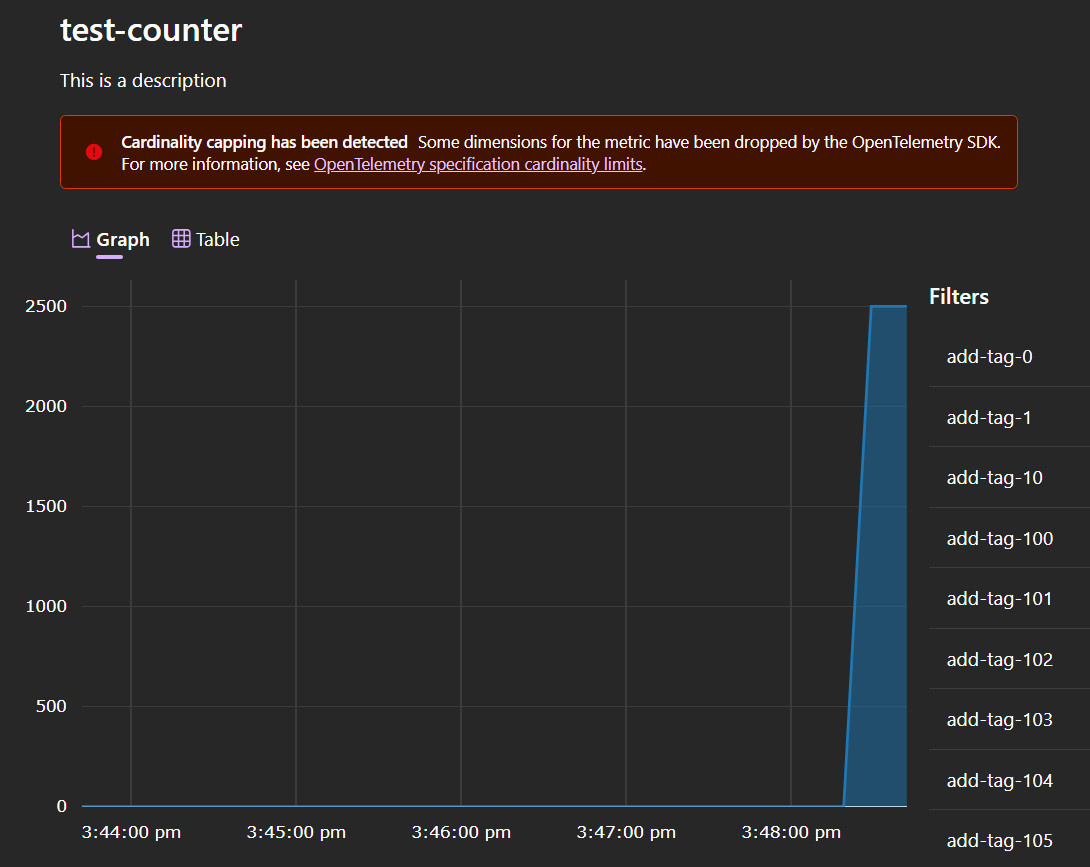 test-counter
This is a description
Cardinality capping has been detected Some dimensions for the metric have been dropped by the OpenTelemetry SDK.
For more information, see OpenTelemetry specification cardinality limits.
Graph
Table
2500
2000
1500
1000
500
0
3:44:00 pm
3:45:00 pm
3:46:00 pm
3:47:00 pm
3:48:00 pm
Filters
add-tag-0
add-tag-1
add-tag-10
add-tag-100
add-tag-101
add-tag-102
add-tag-103
add-tag-104
add-tag-105